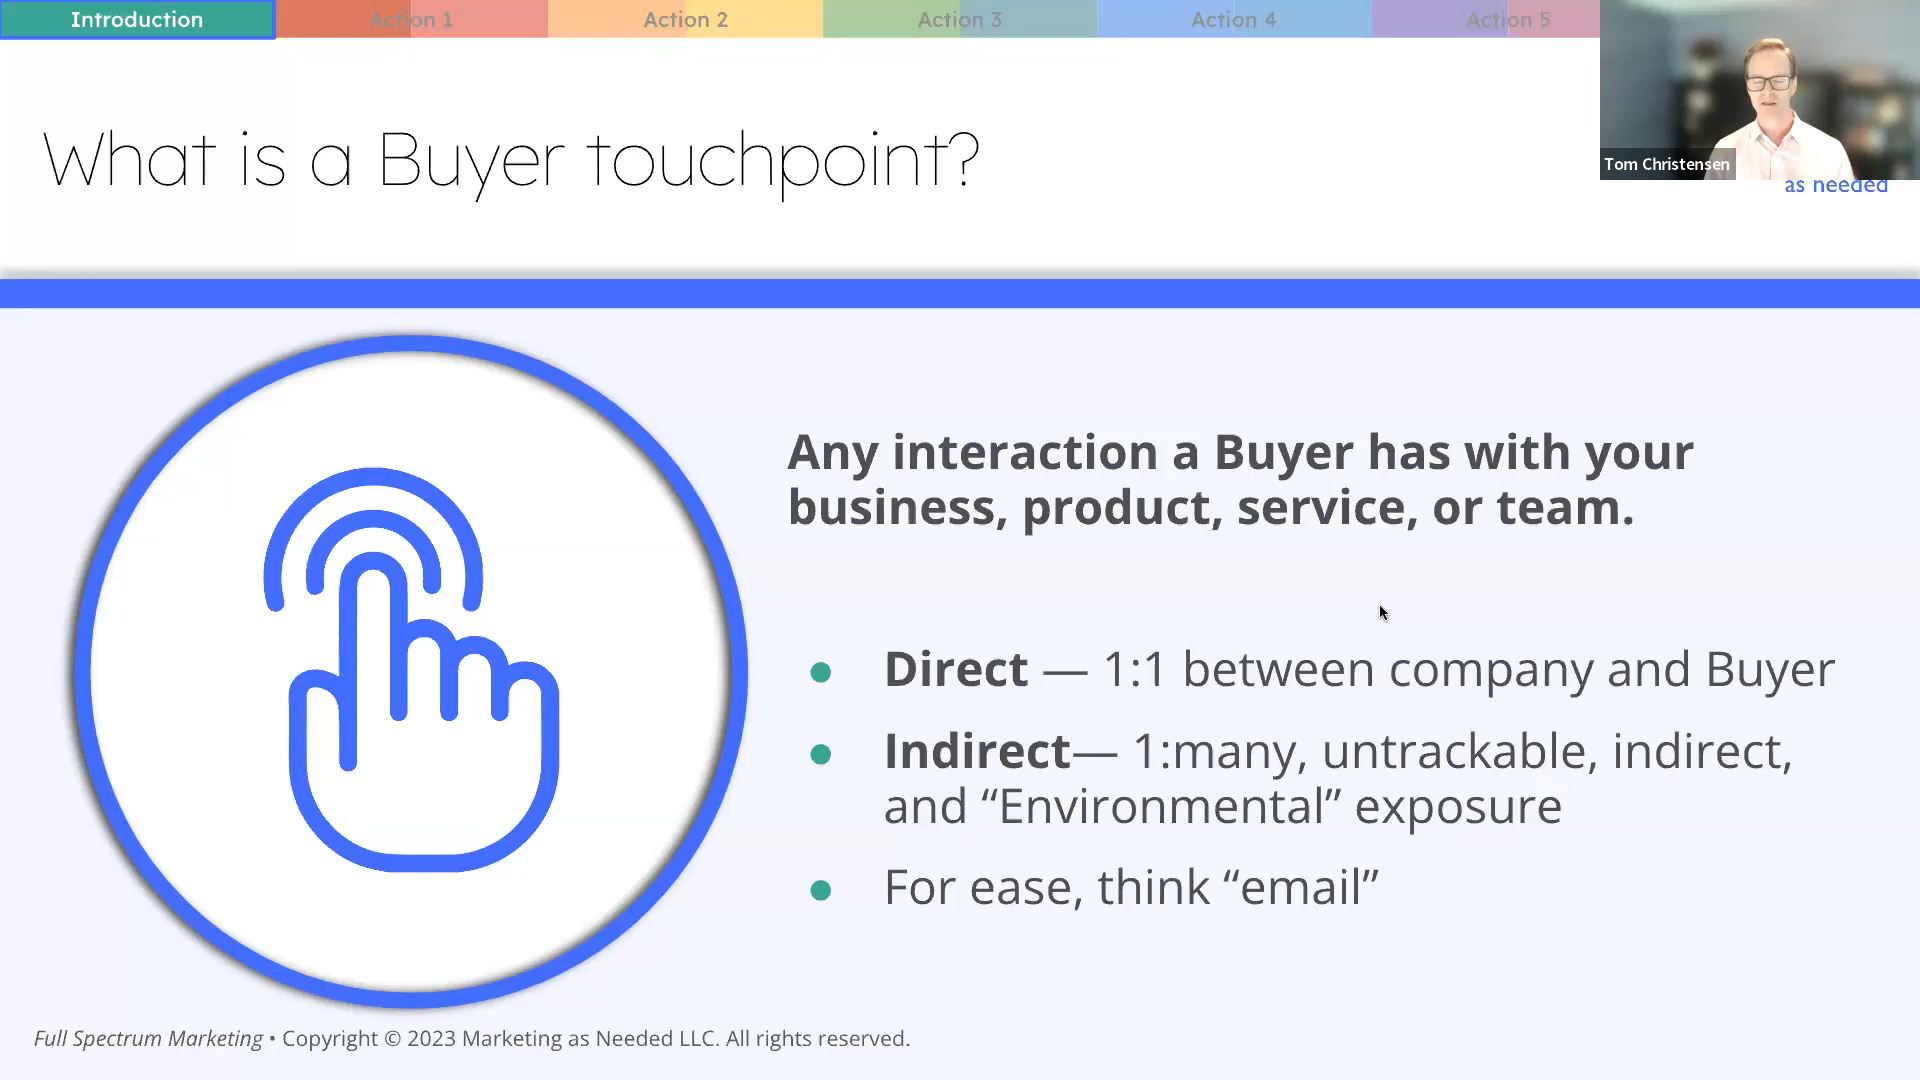 Introduction
Action 1
Action 2
Action 3
Action 4
Action 5
Tom Christensen
as needed
What is a Buyer touchpoint?
Any interaction a Buyer has with your
business, product, service, or team.
● Direct — 1:1 between company and Buyer
● Indirect— 1:many, untrackable, indirect,
and “Environmental” exposure
● For ease, think “email”
Full Spectrum Marketing • Copyright © 2023 Marketing as Needed LLC. All rights reserved.